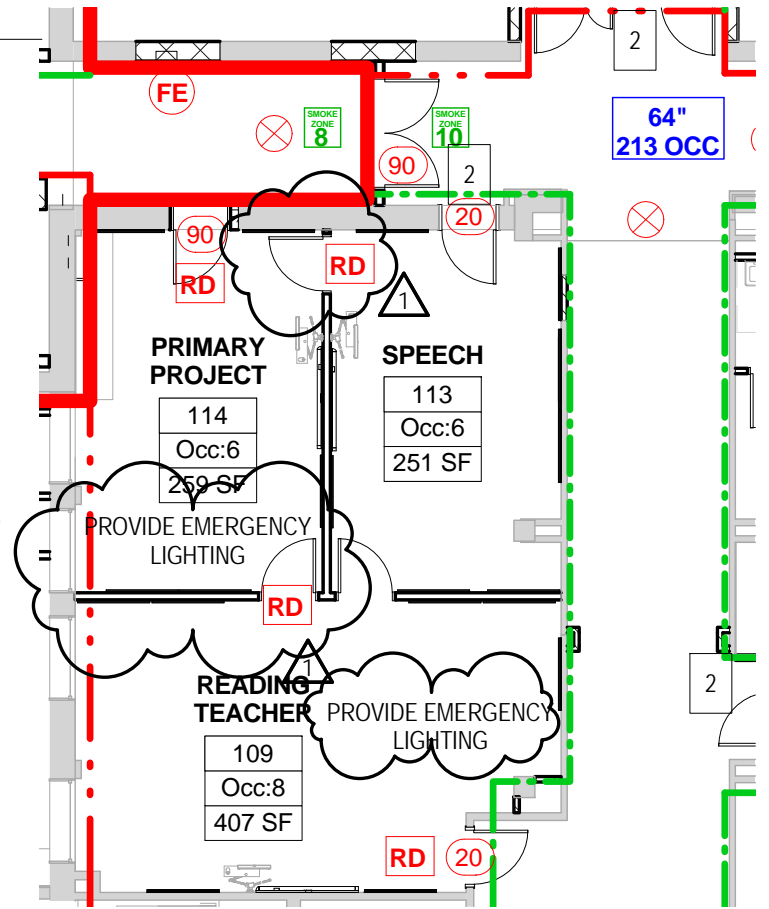 2
FE
SMOKE
ZONE
8
SMOKE
ZONE
10
64"
213 OCC
90
2
90
20
RD
RD
1
PRIMARY
PROJECT
SPEECH
114
Occ:6
259 SF
113
Occ:6
251 SF
PROVIDE EMERGENCY
LIGHTING
RD
1
2
READING
TEACHER
PROVIDE EMERGENCY
LIGHTING
109
Occ:8
407 SF
RD
20